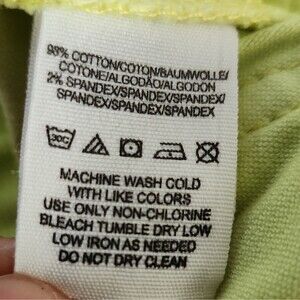 98% COTTON/COTON/BAUMWOLLE/
COTONE/ALGODÃO/ALGODON
2% SPANDEX/SPANDEX/SPANDEX/
SPANDEX/SPANDEX/SPANDEX
30C
MACHINE WASH COLD
WITH LIKE COLORS
USE ONLY NON-CHLORINE
BLEACH TUMBLE DRY LOW
LOW IRON AS NEEDED
DO NOT DRY CLEAN